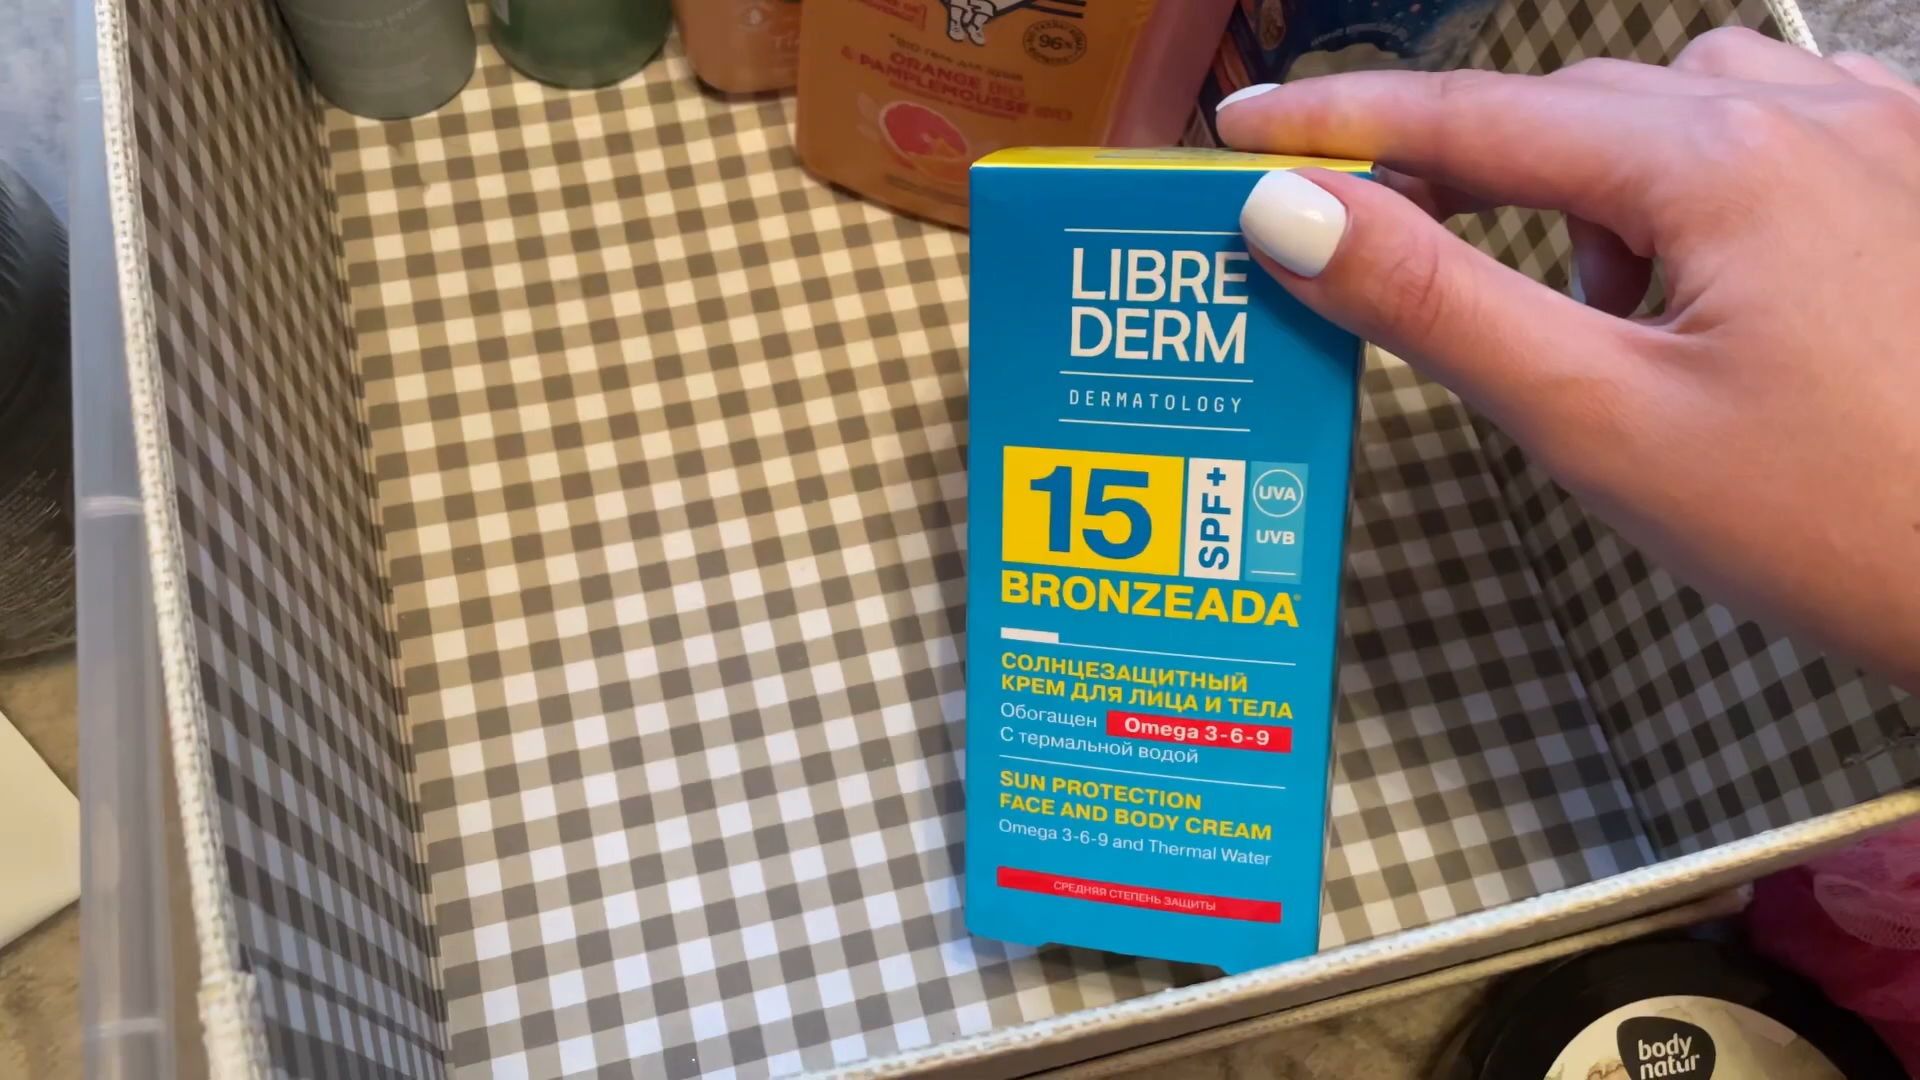 96%
ORANGE BIO
& PAMPLEMOUSSE BIO
LIBRE
DERM
DERMATOLOGY
15
SPF+
UVA
UVB
BRONZEADA
СОЛНЦЕЗАЩИТНЫЙ
КРЕМ ДЛЯ ЛИЦА И ТЕЛА
Обогащен Omega 3-6-9
С термальной водой
SUN PROTECTION
FACE AND BODY CREAM
Omega 3-6-9 and Thermal Water
СРЕДНЯЯ СТЕПЕНЬ ЗАЩИТЫ
body
natur